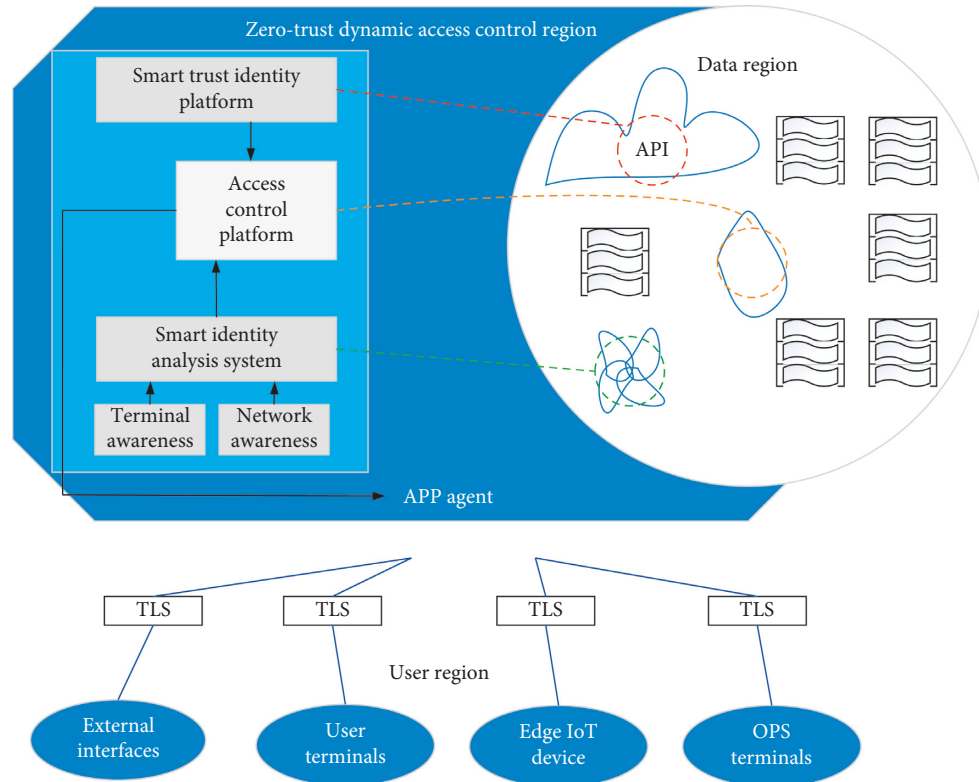 Zero-trust dynamic access control region
Smart trust identity
platform
Data region
API
Access
control
platform
Smart identity
analysis system
Terminal
awareness
Network
awareness
APP agent
TLS
TLS
TLS
TLS
User region
External
interfaces
User
terminals
Edge IoT
device
OPS
terminals